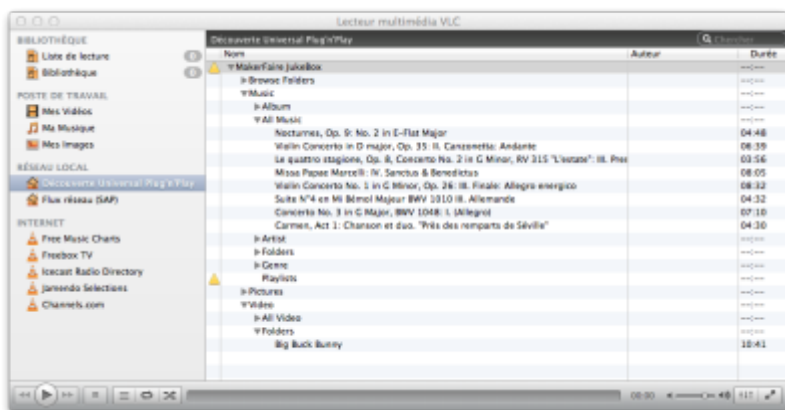 Lecteur multimédia VLC
BIBLIOTHÈQUE
Liste de lecture 0
Bibliothèque 0
POSTE DE TRAVAIL
Mes Vidéos
Ma Musique
Mes Images
RÉSEAU LOCAL
Découverte Universal Plug'n'Play
Flux réseau (SAP)
INTERNET
Free Music Charts
Freebox TV
Icecast Radio Directory
Jamendo Selections
Channels.com
Découverte Universal Plug'n'Play
Chercher
Nom Auteur Durée
MakerFaire JukeBox --:--
Browse Folders --:--
Music --:--
Album --:--
All Music --:--
Nocturnes, Op. 9: No. 2 in E-Flat Major 04:48
Violin Concerto in D major, Op. 35: II. Canzonetta: Andante 06:39
Le quattro stagione, Op. 8, Concerto No. 2 in G Minor, RV 315 "L'estate": III. Pres 03:56
Missa Papae Marcelli: IV. Sanctus & Benedictus 08:05
Violin Concerto No. 1 in G Minor, Op. 26: III. Finale: Allegro energico 08:32
Suite N°4 en Mi Bémol Majeur BWV 1010 III. Allemande 04:32
Concerto No. 3 in G Major, BWV 1048: I. (Allegro) 07:10
Carmen, Act 1: Chanson et duo. "Près des remparts de Séville" 04:30
Artist --:--
Folders --:--
Genre --:--
Playlists --:--
Pictures --:--
Video --:--
All Video --:--
Folders --:--
Big Buck Bunny 10:41
00:00